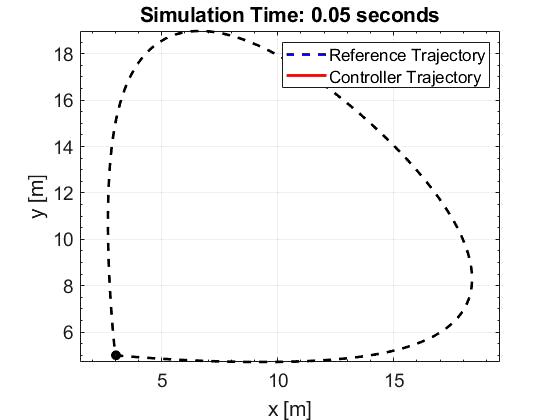 Simulation Time: 0.05 seconds
Reference Trajectory
Controller Trajectory
18
16
14
12
10
8
6
y [m]
5
10
15
x [m]